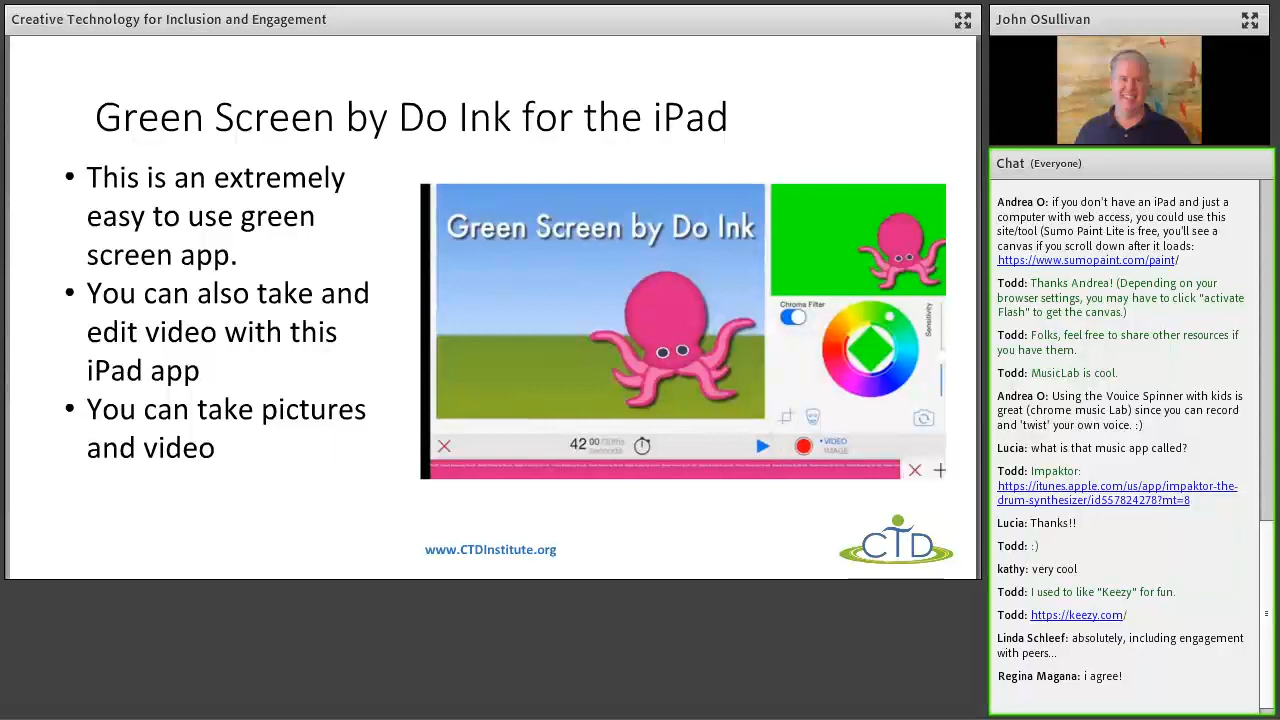 Creative Technology for Inclusion and Engagement
Green Screen by Do Ink for the iPad
• This is an extremely
easy to use green
screen app.
• You can also take and
edit video with this
iPad app
• You can take pictures
and video
Green Screen by Do Ink
Chroma Filter
Sensitivity
42 00
seconds
• VIDEO
IMAGE
www.CTDInstitute.org
CTD
John OSullivan
Chat (Everyone)
Andrea O: if you don't have an iPad and just a
computer with web access, you could use this
site/tool (Sumo Paint Lite is free, you'll see a
canvas if you scroll down after it loads:
https://www.sumopaint.com/paint/
Todd: Thanks Andrea! (Depending on your
browser settings, you may have to click "activate
Flash" to get the canvas.)
Todd: Folks, feel free to share other resources if
you have them.
Todd: MusicLab is cool.
Andrea O: Using the Vouice Spinner with kids is
great (chrome music Lab) since you can record
and 'twist' your own voice. :)
Lucia: what is that music app called?
Todd: Impaktor:
https://itunes.apple.com/us/app/impaktor-the-
drum-synthesizer/id557824278?mt=8
Lucia: Thanks!!
Todd: :)
kathy: very cool
Todd: I used to like "Keezy" for fun.
Todd: https://keezy.com/
Linda Schleef: absolutely, including engagement
with peers...
Regina Magana: i agree!